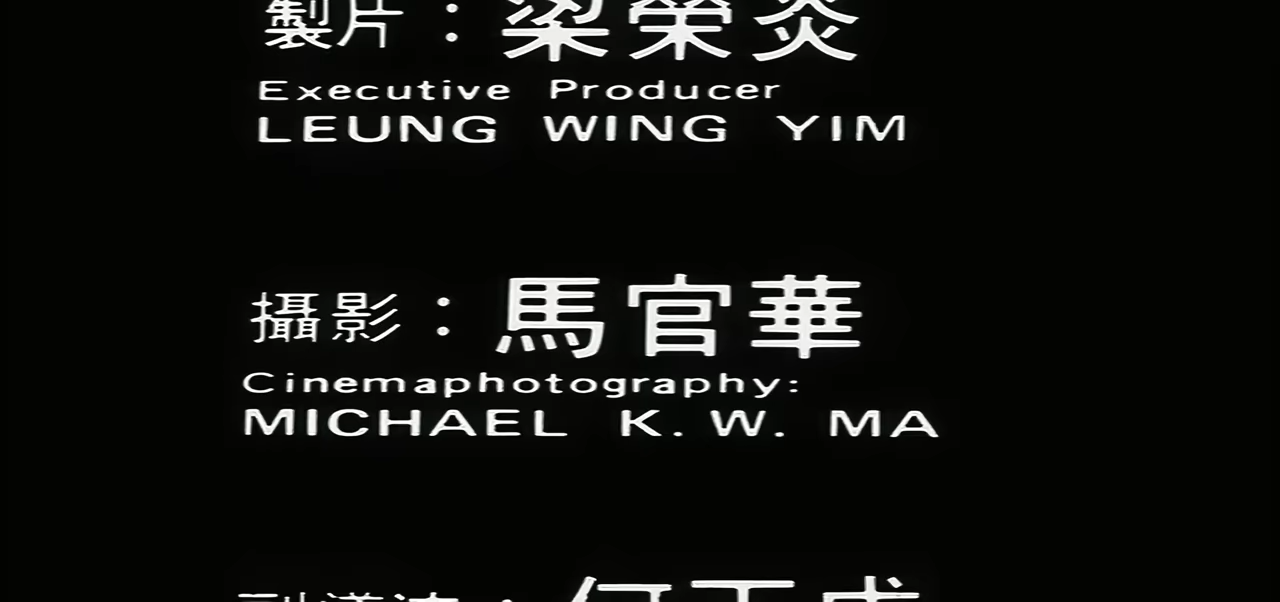 製片：梁榮炎
Executive Producer
LEUNG WING YIM
攝影：馬官華
Cinemaphotography:
MICHAEL K. W. MA